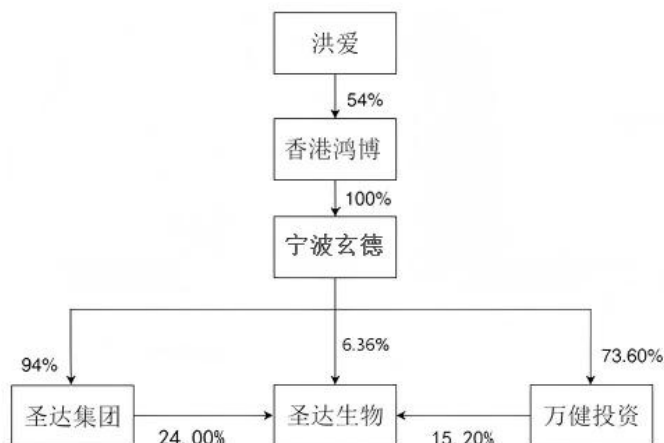 洪爱
54%
香港鸿博
100%
宁波玄德
94%
6.36%
73.60%
圣达集团
圣达生物
万健投资
24.00%
15.20%